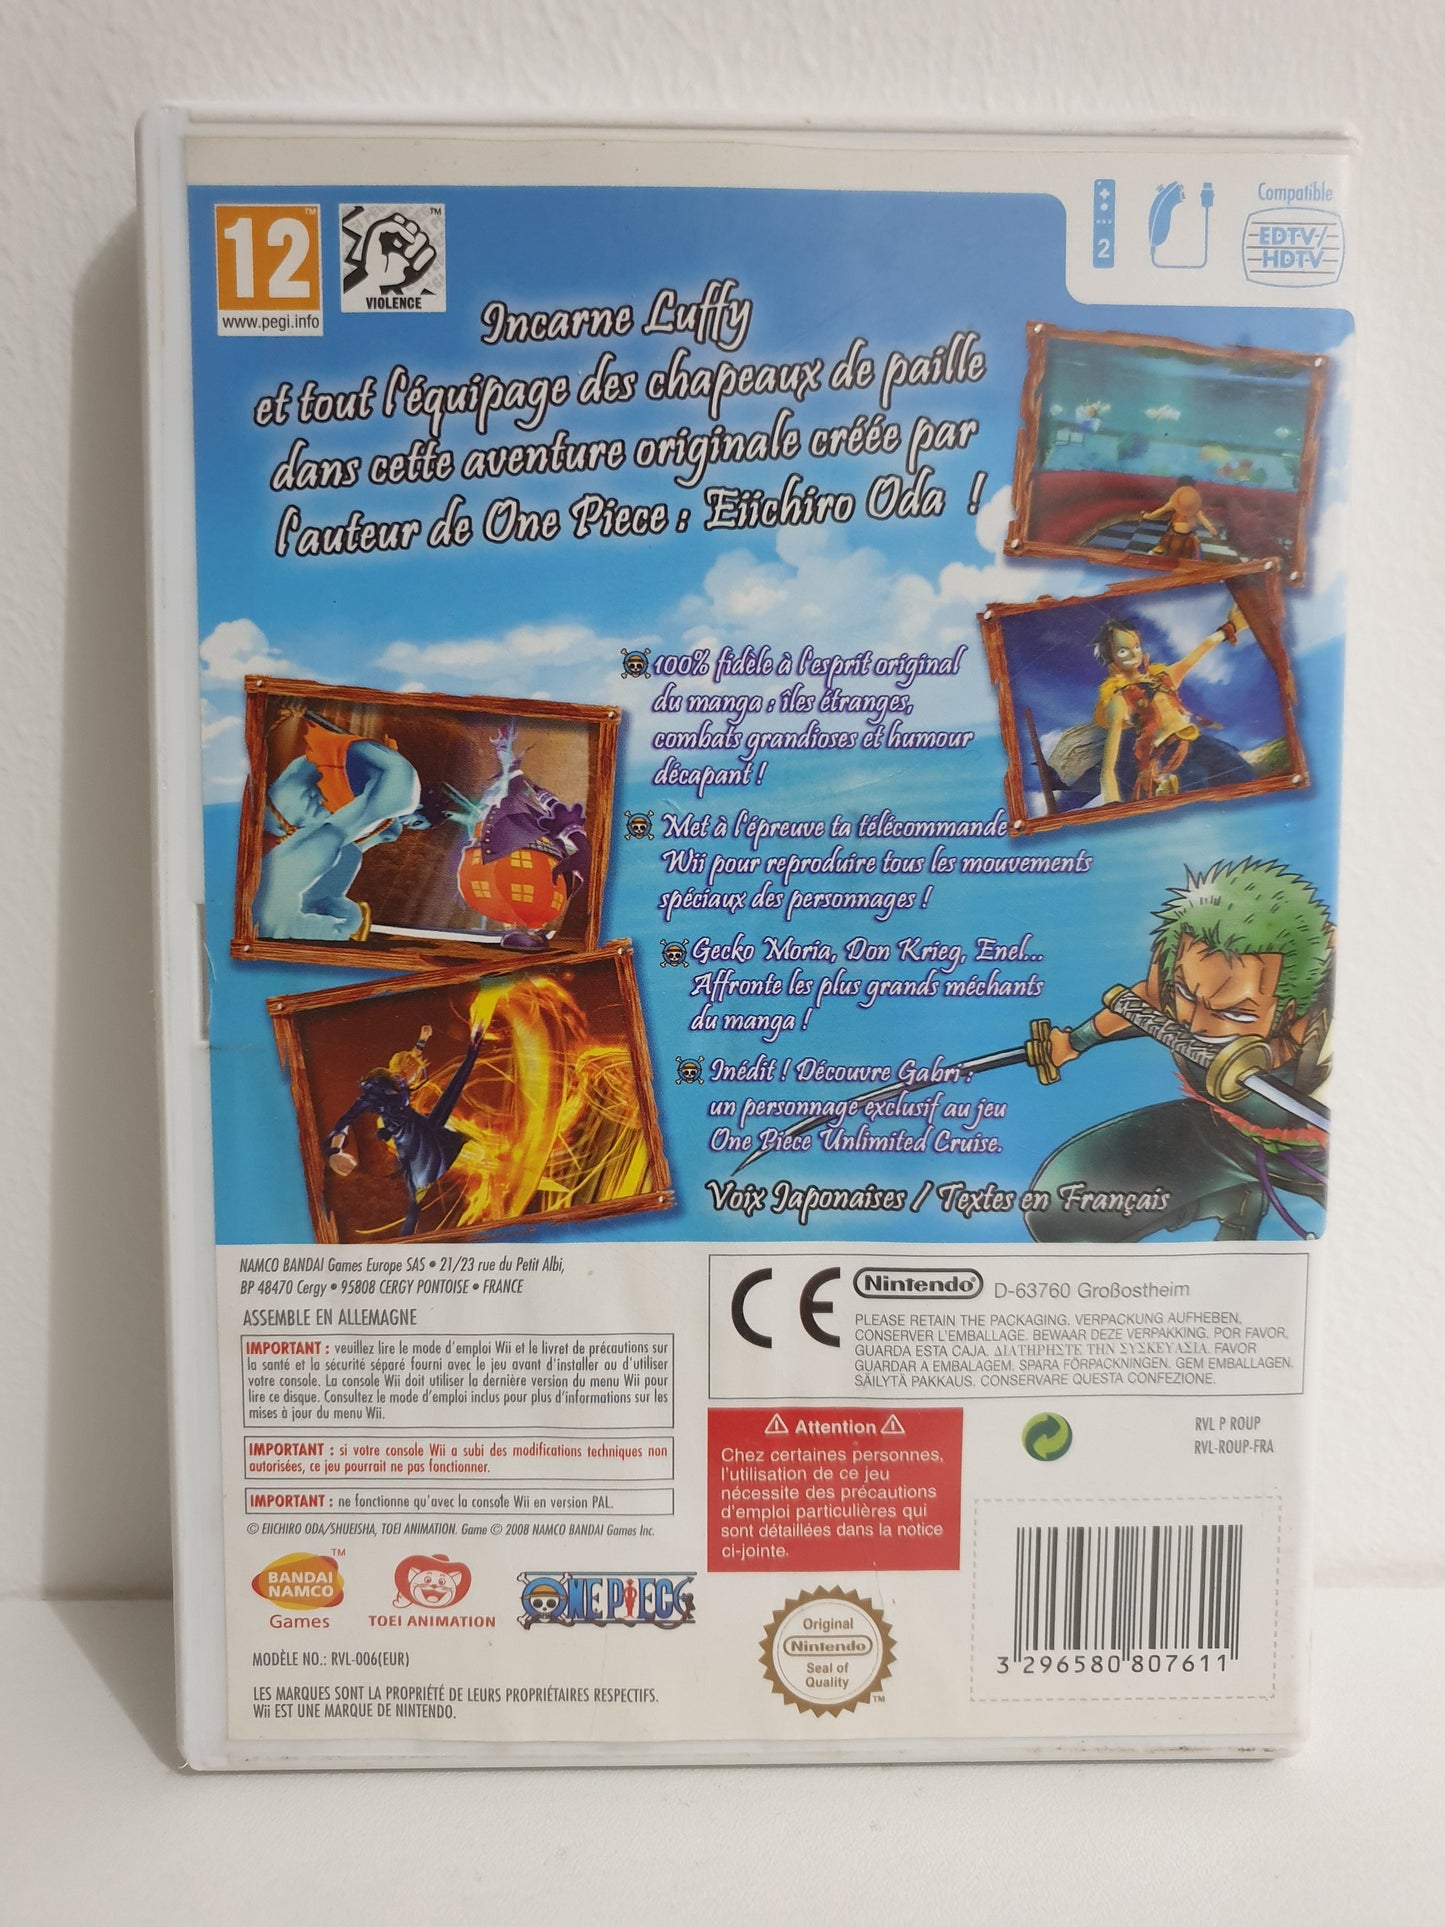 12
www.pegi.info
VIOLENCE
2
Compatible
EDTV/
HDTV
Incarne Luffy
et tout l'équipage des chapeaux de paille
dans cette aventure originale créée par
l'auteur de One Piece : Eiichiro Oda !
100% fidèle à l'esprit original
du manga : îles étranges,
combats grandioses et humour
décapant !
Met à l'épreuve ta télécommande
Wii pour reproduire tous les mouvements
spéciaux des personnages !
Gecko Moria, Don Krieg, Enel...
Affronte les plus grands méchants
du manga !
Inédit ! Découvre Gabri :
un personnage exclusif au jeu
One Piece Unlimited Cruise.
Voix Japonaises / Textes en Français
NAMCO BANDAI Games Europe SAS • 21/23 rue du Petit Albi,
BP 48470 Cergy • 95808 CERGY PONTOISE • FRANCE
ASSEMBLE EN ALLEMAGNE
IMPORTANT : veuillez lire le mode d'emploi Wii et le livret de précautions sur
la santé et la sécurité séparé fourni avec le jeu avant d'installer ou d'utiliser
votre console. La console Wii doit utiliser la dernière version du menu Wii pour
lire ce disque. Consultez le mode d'emploi inclus pour plus d'informations sur les
mises à jour du menu Wii.
IMPORTANT : si votre console Wii a subi des modifications techniques non
autorisées, ce jeu pourrait ne pas fonctionner.
IMPORTANT : ne fonctionne qu'avec la console Wii en version PAL.
© EIICHIRO ODA/SHUEISHA, TOEI ANIMATION. Game © 2008 NAMCO BANDAI Games Inc.
BANDAI
NAMCO
Games
TM
TOEI ANIMATION
ONE PIECE
MODÈLE NO.: RVL-006(EUR)
LES MARQUES SONT LA PROPRIÉTÉ DE LEURS PROPRIÉTAIRES RESPECTIFS.
Wii EST UNE MARQUE DE NINTENDO.
CE
Nintendo® D-63760 Großostheim
PLEASE RETAIN THE PACKAGING. VERPACKUNG AUFHEBEN.
CONSERVER L'EMBALLAGE. BEWAAR DEZE VERPAKKING. POR FAVOR,
GUARDA ESTA CAJA. ΔΙΑΤΗΡΗΣΤΕ ΤΗΝ ΣΥΣΚΕΥΑΣΙΑ. FAVOR
GUARDAR A EMBALAGEM. SPARA FÖRPACKNINGEN. GEM EMBALLAGEN.
SÄILYTÄ PAKKAUS. CONSERVARE QUESTA CONFEZIONE.
Attention
Chez certaines personnes,
l'utilisation de ce jeu
nécessite des précautions
d'emploi particulières qui
sont détaillées dans la notice
ci-jointe.
RVL P ROUP
RVL-ROUP-FRA
Original
Nintendo
Seal of
Quality
TM
3 296580 807611